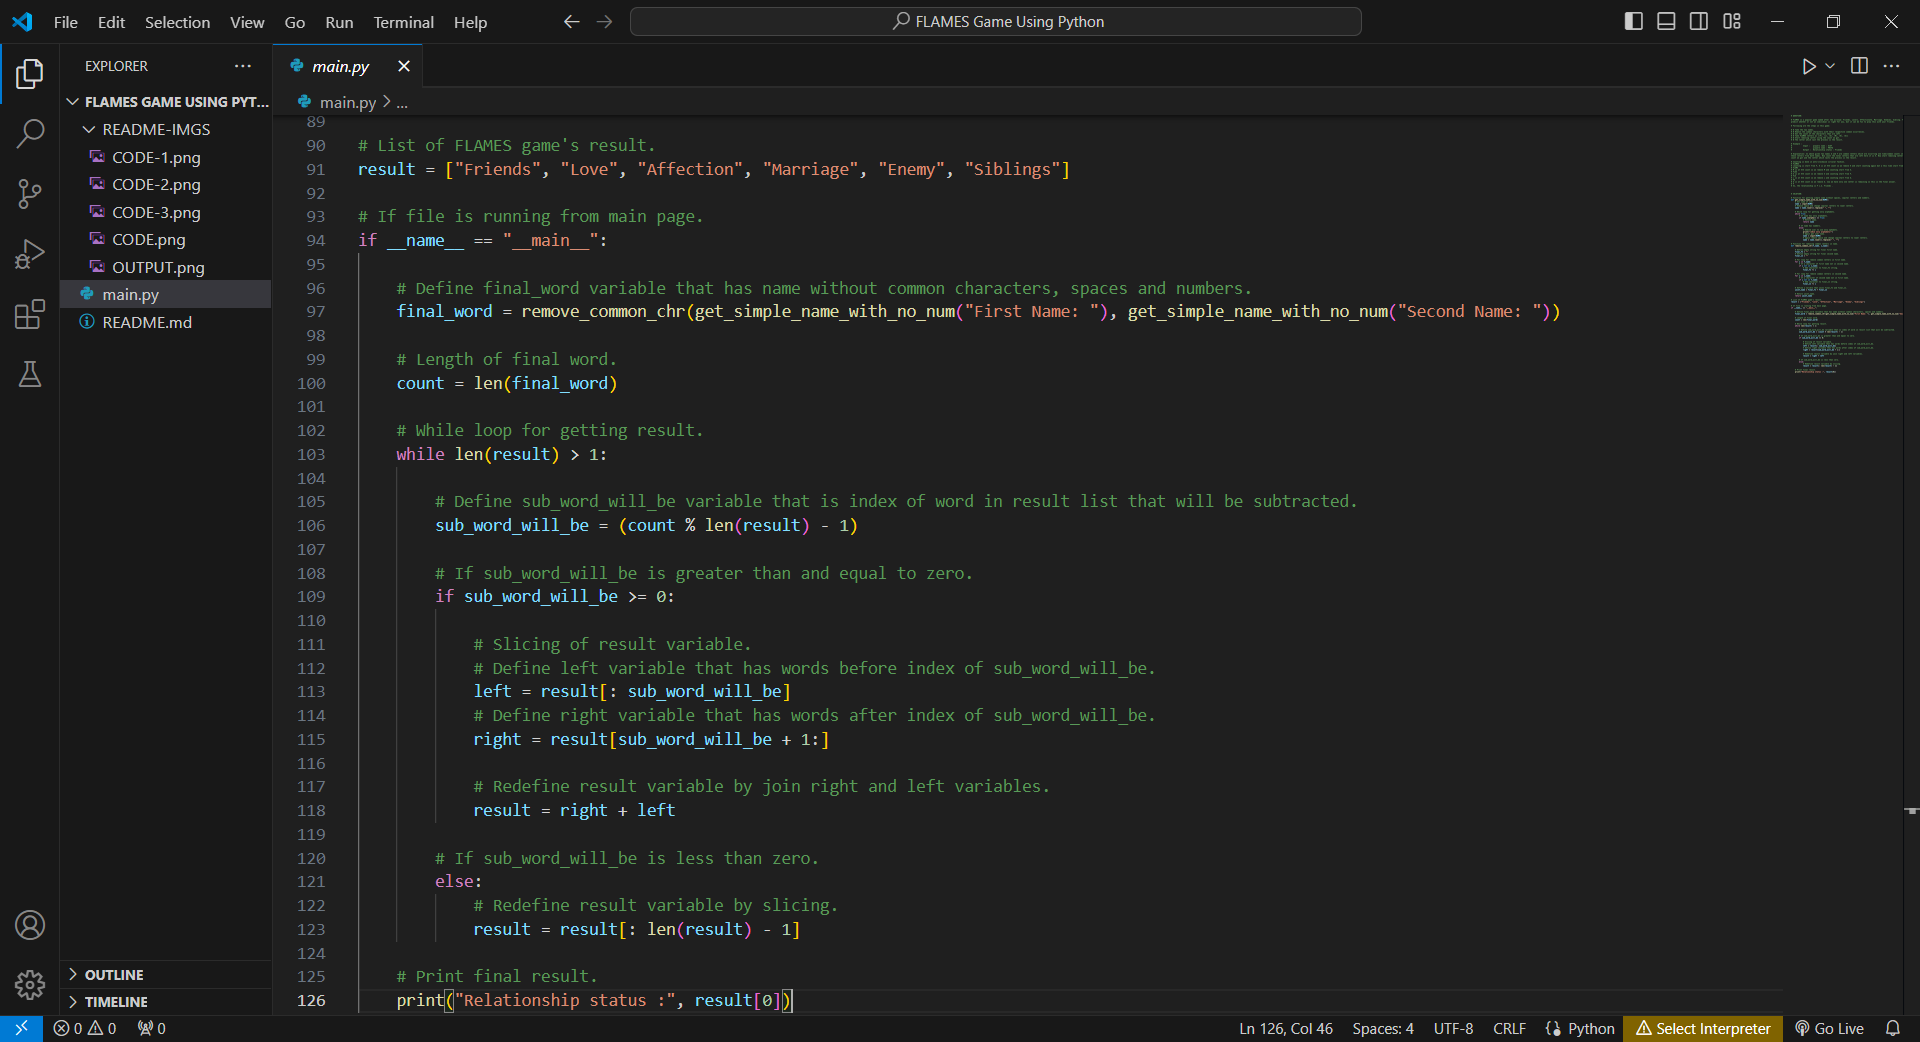 File Edit Selection View Go Run Terminal Help FLAMES Game Using Python
EXPLORER
FLAMES GAME USING PYT...
README-IMGS
CODE-1.png
CODE-2.png
CODE-3.png
CODE.png
OUTPUT.png
main.py
README.md
OUTLINE
TIMELINE
main.py
main.py > ...
89
90 # List of FLAMES game's result.
91 result = ["Friends", "Love", "Affection", "Marriage", "Enemy", "Siblings"]
92
93 # If file is running from main page.
94 if __name__ == "__main__":
95
96 # Define final_word variable that has name without common characters, spaces and numbers.
97 final_word = remove_common_chr(get_simple_name_with_no_num("First Name: "), get_simple_name_with_no_num("Second Name: "))
98
99 # Length of final word.
100 count = len(final_word)
101
102 # While loop for getting result.
103 while len(result) > 1:
104
105 # Define sub_word_will_be variable that is index of word in result list that will be subtracted.
106 sub_word_will_be = (count % len(result) - 1)
107
108 # If sub_word_will_be is greater than and equal to zero.
109 if sub_word_will_be >= 0:
110
111 # Slicing of result variable.
112 # Define left variable that has words before index of sub_word_will_be.
113 left = result[: sub_word_will_be]
114 # Define right variable that has words after index of sub_word_will_be.
115 right = result[sub_word_will_be + 1:]
116
117 # Redefine result variable by join right and left variables.
118 result = right + left
119
120 # If sub_word_will_be is less than zero.
121 else:
122 # Redefine result variable by slicing.
123 result = result[: len(result) - 1]
124
125 # Print final result.
126 print("Relationship status :", result[0])
0 0 0 Ln 126, Col 46 Spaces: 4 UTF-8 CRLF Python Select Interpreter Go Live